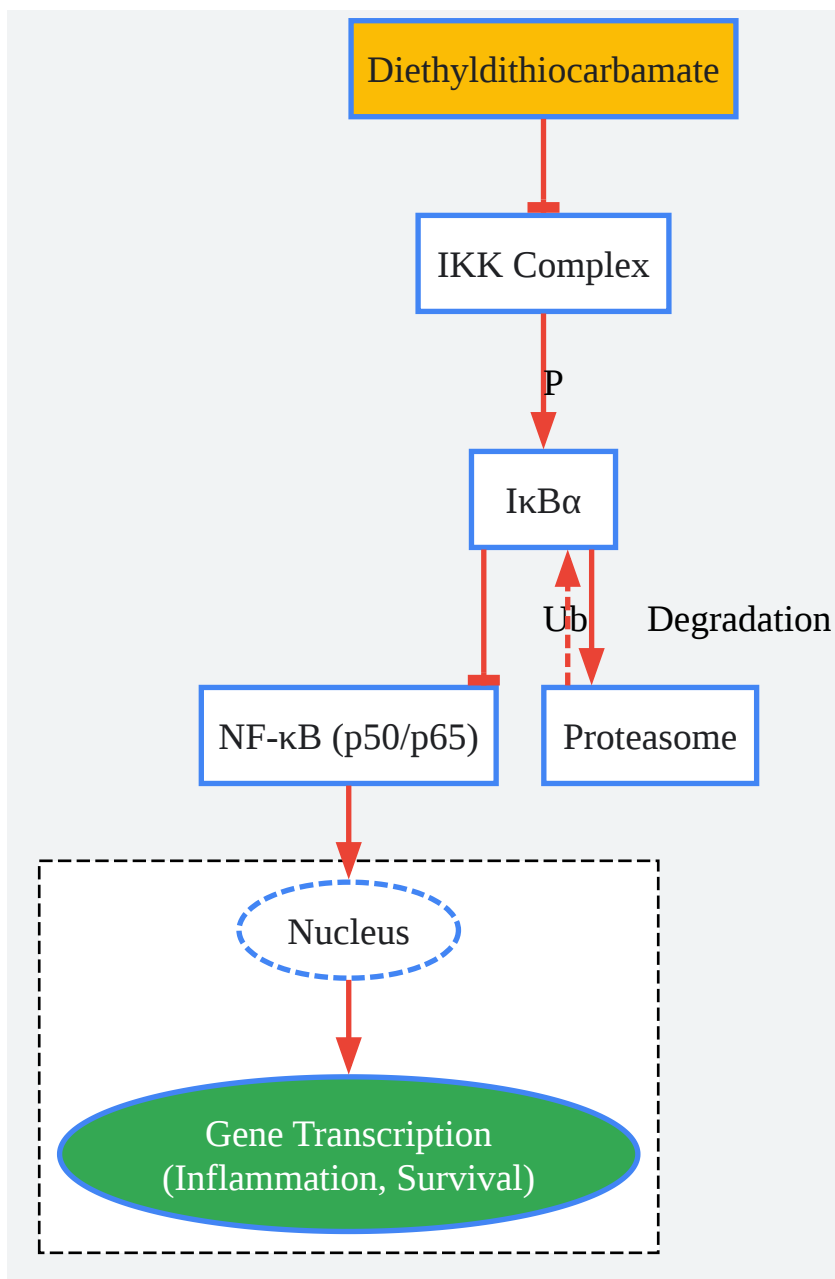 Diethyldithiocarbamate
IKK Complex
P
IκBα
Ub
Degradation
NF-κB (p50/p65)
Proteasome
Nucleus
Gene Transcription
(Inflammation, Survival)